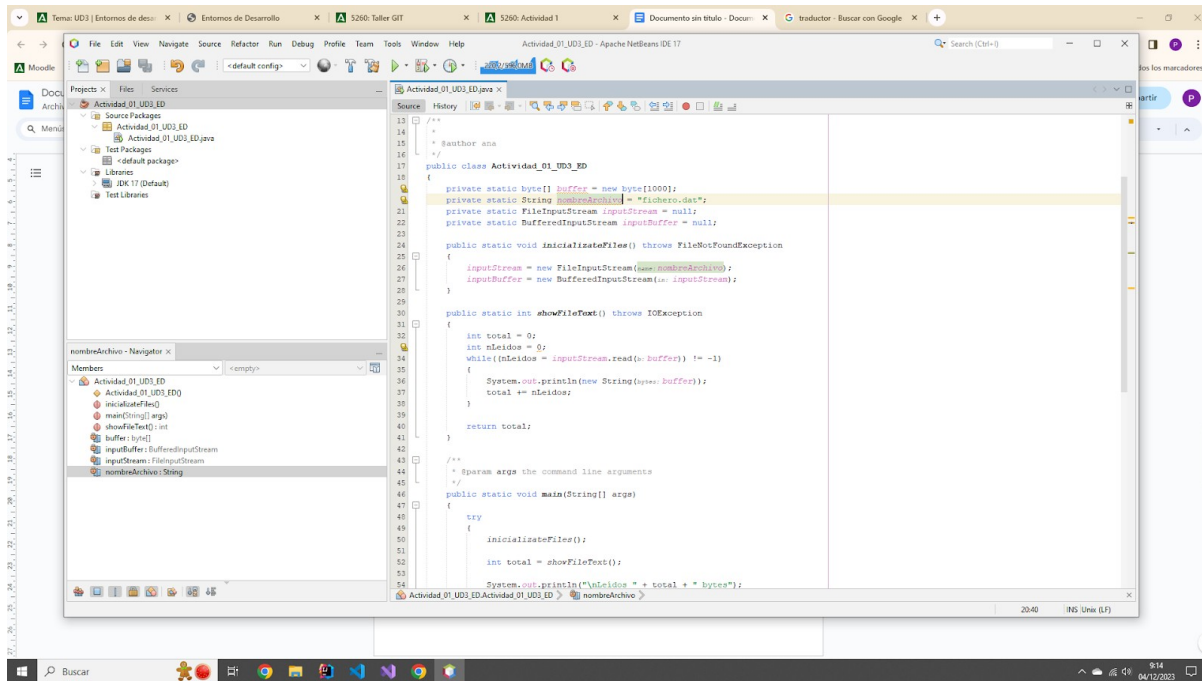 Tema: UD3 | Entornos de desar
Entornos de Desarrollo
5260: Taller GIT
5260: Actividad 1
Documento sin título - Docum
traductor - Buscar con Google
File Edit View Navigate Source Refactor Run Debug Profile Team Tools Window Help
Actividad_01_UD3_ED - Apache NetBeans IDE 17
Search (Ctrl+I)
Moodle
<default config>
dos los marcadores
Docu
Archiv
Menús
artir
P
Projects Files Services
Actividad_01_UD3_ED
Source Packages
Actividad_01_UD3_ED
Actividad_01_UD3_ED.java
Test Packages
<default package>
Libraries
JDK 17 (Default)
Test Libraries
nombreArchivo - Navigator
Members <empty>
Actividad_01_UD3_ED
Actividad_01_UD3_ED()
inicializateFiles()
main(String[] args)
showFileText() : int
buffer : byte[]
inputBuffer : BufferedInputStream
inputStream : FileInputStream
nombreArchivo : String
Actividad_01_UD3_ED.java
Source History
13 /**
14 *
15 * @author ana
16 */
17 public class Actividad_01_UD3_ED
18 {
private static byte[] buffer = new byte[1000];
private static String nombreArchivo = "fichero.dat";
21 private static FileInputStream inputStream = null;
22 private static BufferedInputStream inputBuffer = null;
23
24 public static void inicializateFiles() throws FileNotFoundException
25 {
26 inputStream = new FileInputStream(name: nombreArchivo);
27 inputBuffer = new BufferedInputStream(in: inputStream);
28 }
29
30 public static int showFileText() throws IOException
31 {
32 int total = 0;
int nLeidos = 0;
34 while((nLeidos = inputStream.read(b: buffer)) != -1)
35 {
36 System.out.println(new String(bytes: buffer));
37 total += nLeidos;
38 }
39
40 return total;
41 }
42
43 /**
44 * @param args the command line arguments
45 */
46 public static void main(String[] args)
47 {
48 try
49 {
50 inicializateFiles();
51
52 int total = showFileText();
53
54 System.out.println("\nLeidos " + total + " bytes");
Actividad_01_UD3_ED.Actividad_01_UD3_ED nombreArchivo
20:40 INS Unix (LF)
Buscar
9:14
04/12/2023